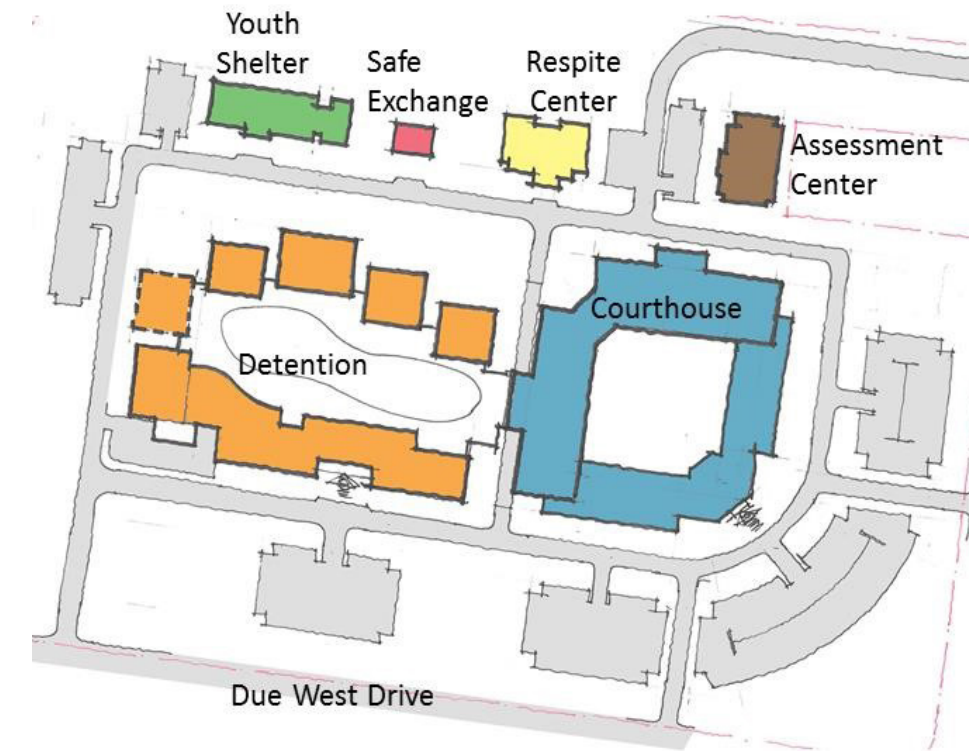 Youth
Shelter
Safe
Exchange
Respite
Center
Assessment
Center
Courthouse
Detention
Due West Drive